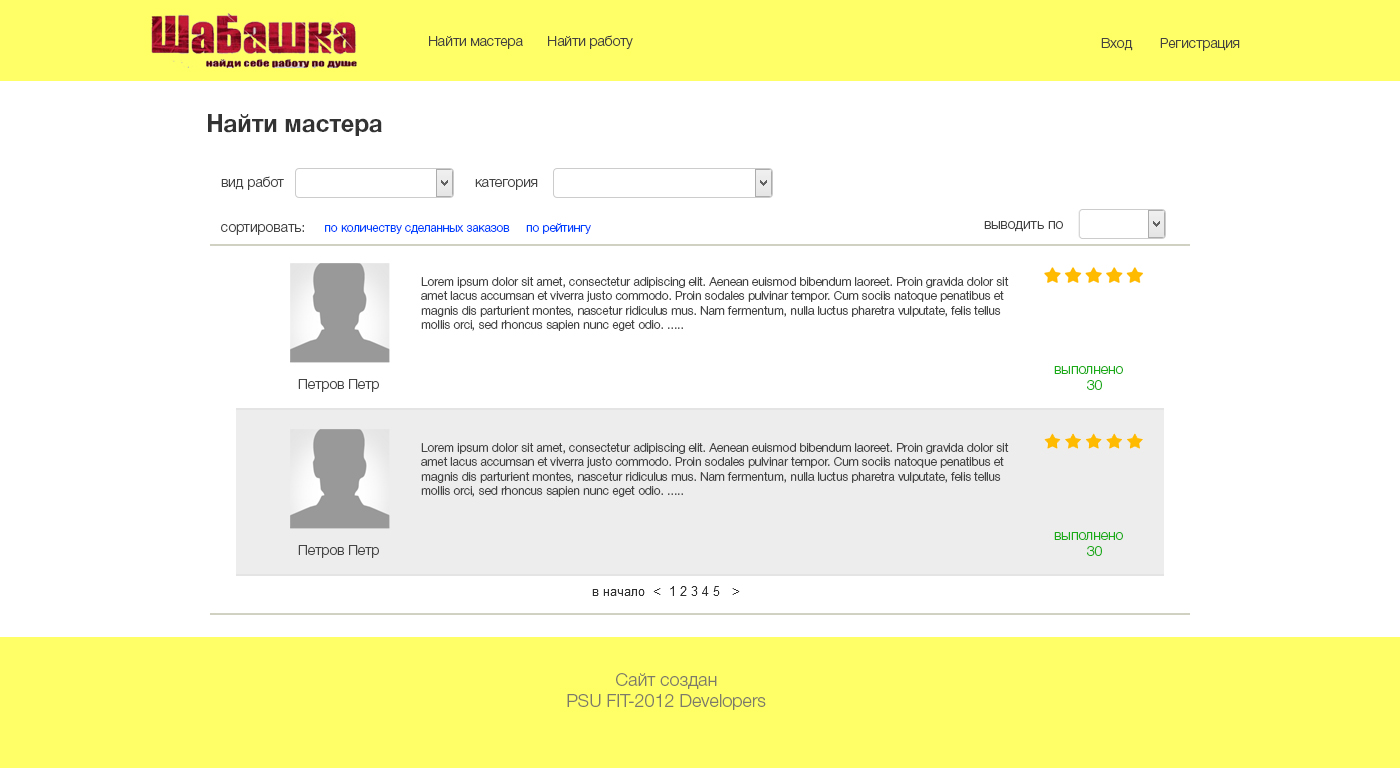 ШаБашка
найди себе работу по душе
Найти мастера Найти работу
Вход Регистрация
Найти мастера
вид работ категория
сортировать: по количеству сделанных заказов по рейтингу
выводить по
Lorem ipsum dolor sit amet, consectetur adipiscing elit. Aenean euismod bibendum laoreet. Proin gravida dolor sit
amet lacus accumsan et viverra justo commodo. Proin sodales pulvinar tempor. Cum sociis natoque penatibus et
magnis dis parturient montes, nascetur ridiculus mus. Nam fermentum, nulla luctus pharetra vulputate, felis tellus
mollis orci, sed rhoncus sapien nunc eget odio. .....
Петров Петр
выполнено
30
Lorem ipsum dolor sit amet, consectetur adipiscing elit. Aenean euismod bibendum laoreet. Proin gravida dolor sit
amet lacus accumsan et viverra justo commodo. Proin sodales pulvinar tempor. Cum sociis natoque penatibus et
magnis dis parturient montes, nascetur ridiculus mus. Nam fermentum, nulla luctus pharetra vulputate, felis tellus
mollis orci, sed rhoncus sapien nunc eget odio. .....
Петров Петр
выполнено
30
в начало < 1 2 3 4 5 >
Сайт создан
PSU FIT-2012 Developers